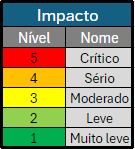 Impacto
Nível Nome
5 Crítico
4 Sério
3 Moderado
2 Leve
1 Muito leve